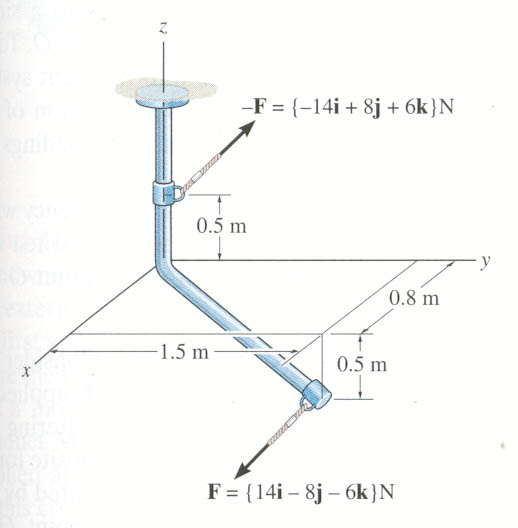 z
–F = {–14i + 8j + 6k}N
0.5 m
y
0.8 m
1.5 m
0.5 m
x
F = {14i – 8j – 6k}N